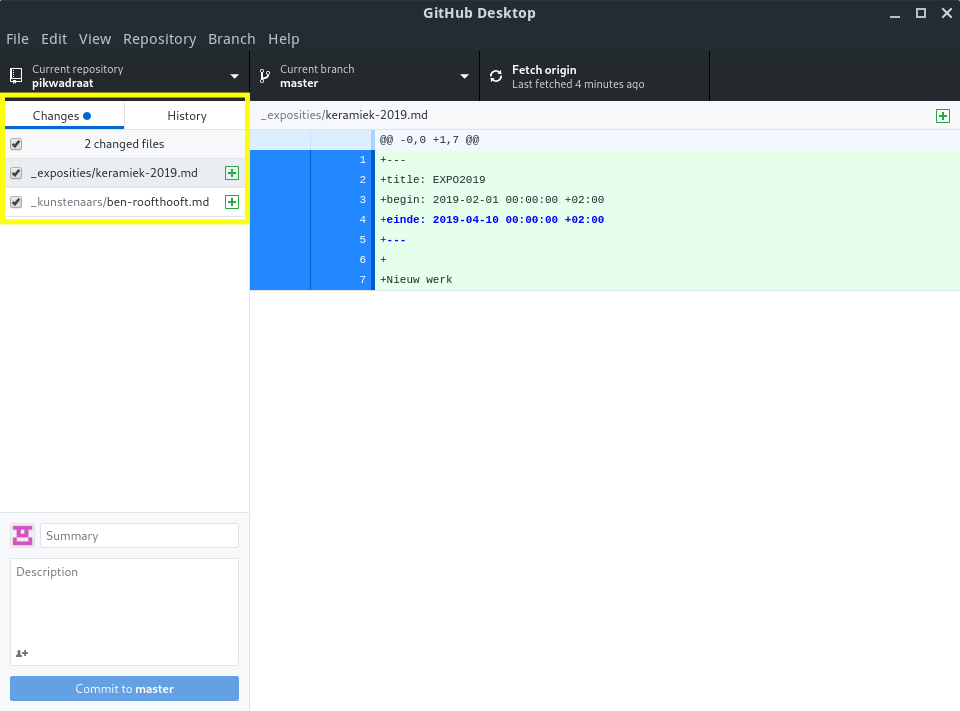 GitHub Desktop
File Edit View Repository Branch Help
Current repository
pikwadraat
Current branch
master
Fetch origin
Last fetched 4 minutes ago
Changes History
2 changed files
_exposities/keramiek-2019.md
_kunstenaars/ben-roofthooft.md
_exposities/keramiek-2019.md
@@ -0,0 +1,7 @@
1 +---
2 +title: EXPO2019
3 +begin: 2019-02-01 00:00:00 +02:00
4 +einde: 2019-04-10 00:00:00 +02:00
5 +---
6 +
7 +Nieuw werk
Summary
Description
Commit to master